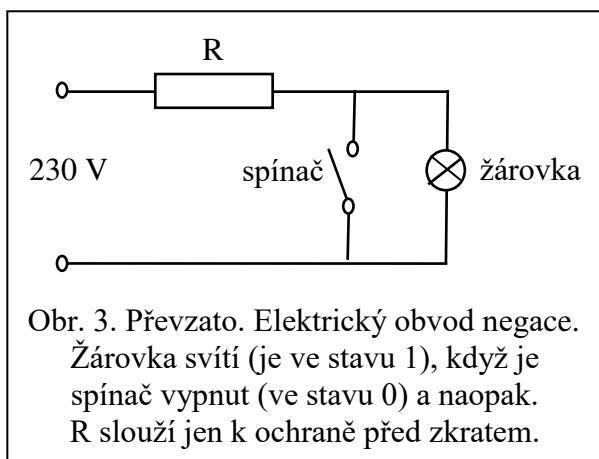 R
230 V
spínač
žárovka
Obr. 3. Převzato. Elektrický obvod negace.
Žárovka svítí (je ve stavu 1), když je
spínač vypnut (ve stavu 0) a naopak.
R slouží jen k ochraně před zkratem.